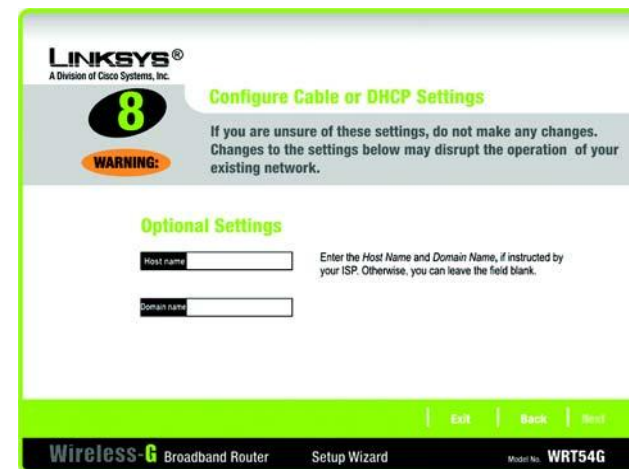 LINKSYS®
A Division of Cisco Systems, Inc.
8
WARNING:
Configure Cable or DHCP Settings
If you are unsure of these settings, do not make any changes.
Changes to the settings below may disrupt the operation of your
existing network.
Optional Settings
Host name
Enter the Host Name and Domain Name, if instructed by
your ISP. Otherwise, you can leave the field blank.
Domain name
Exit
Back
Next
Wireless-G Broadband Router
Setup Wizard
Model No. WRT54G